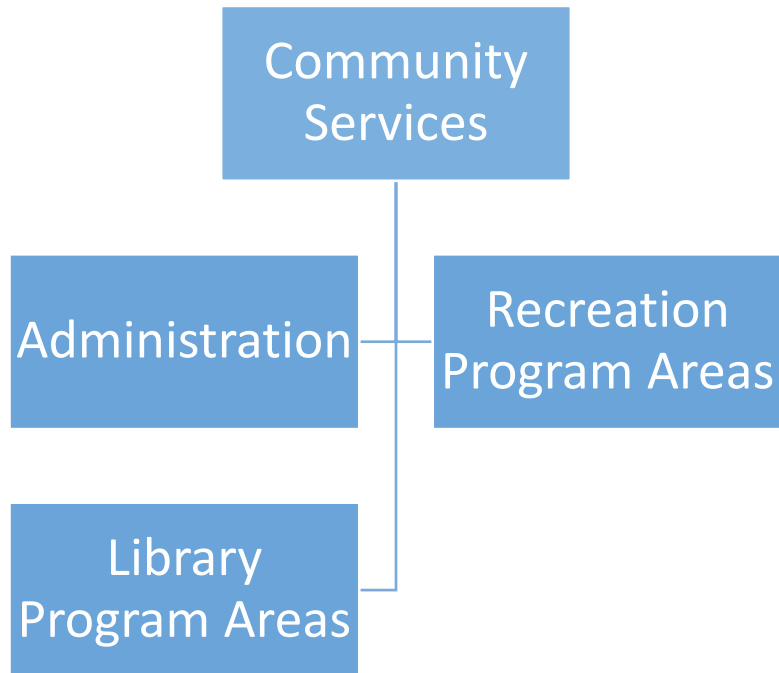 Community
Services
Administration
Recreation
Program Areas
Library
Program Areas